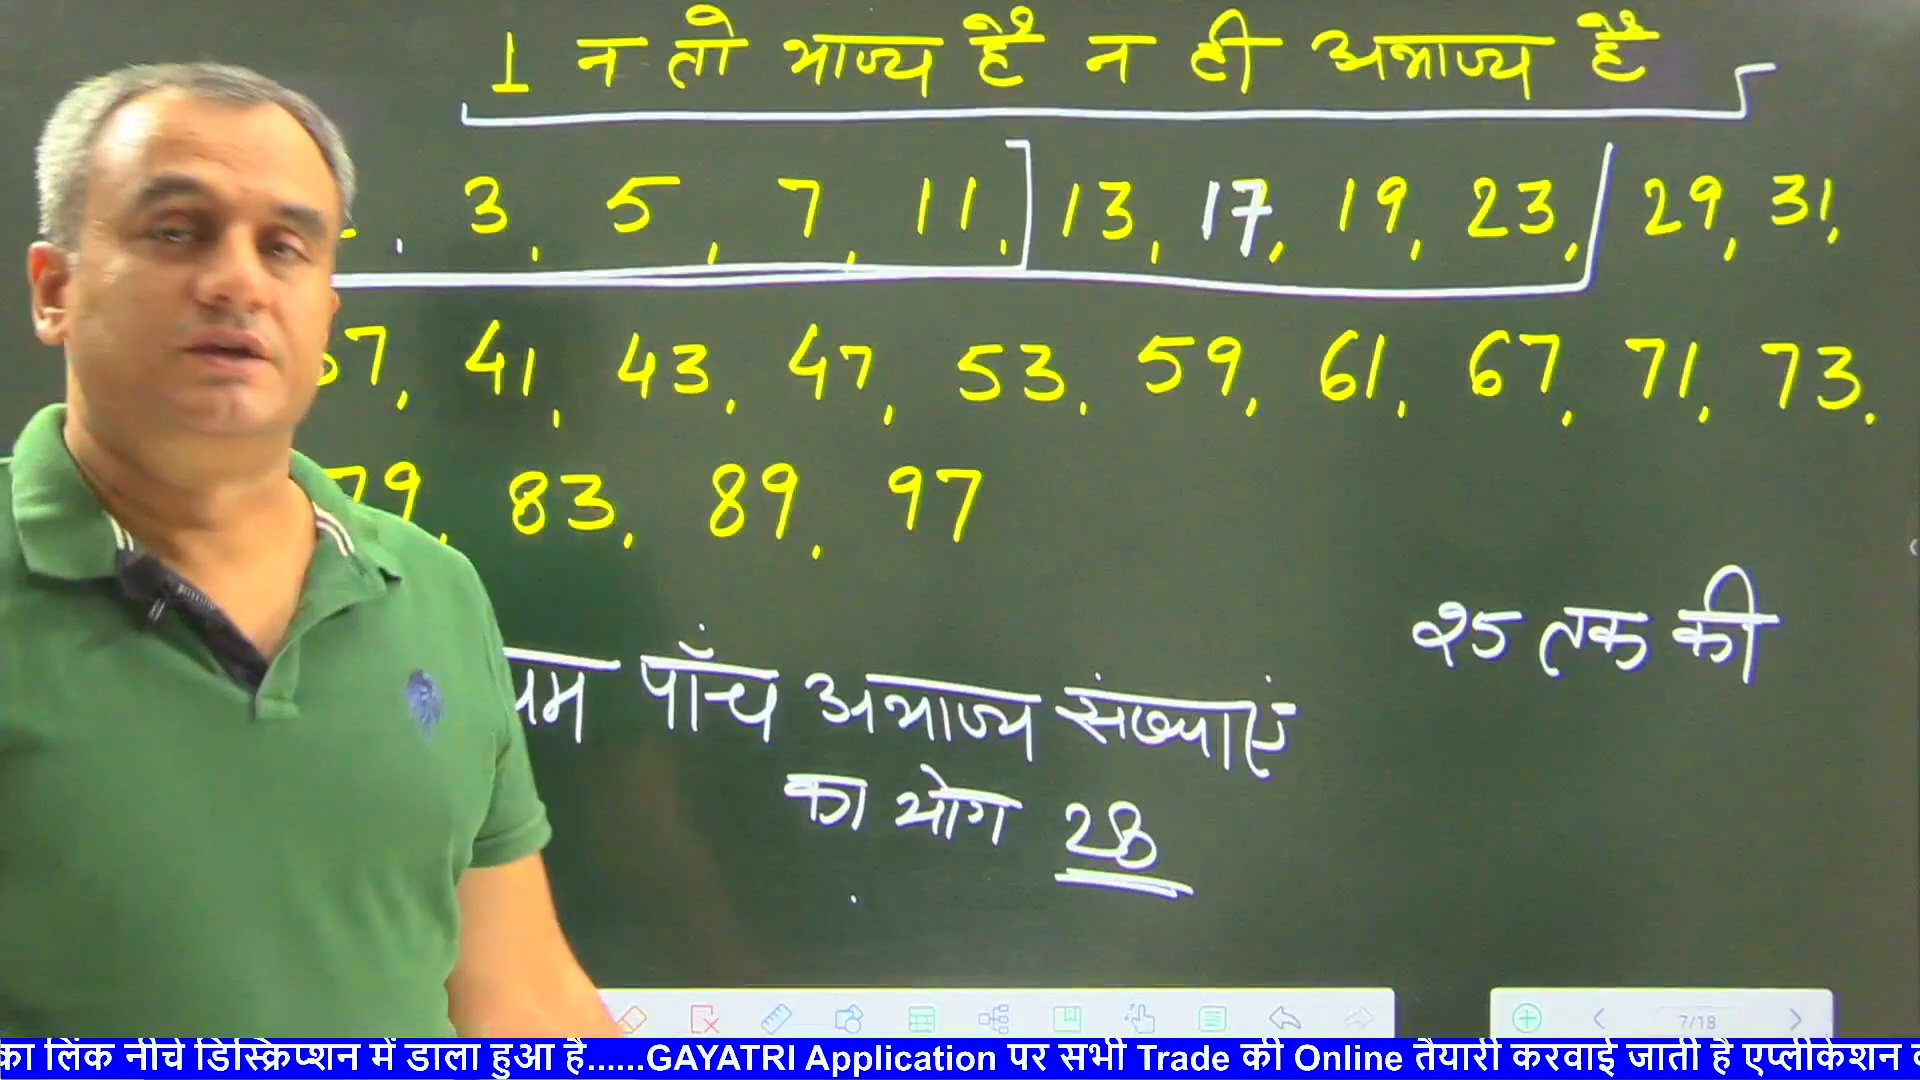 1 न तो भाज्य है न ही अभाज्य है
3, 5, 7, 11, 13, 17, 19, 23, 29, 31,
41, 43, 47, 53, 59, 61, 67, 71, 73,
79, 83, 89, 97
25 तक की
पाँच अभाज्य संख्याएं
का योग 28
7/18
का लिंक नीचे डिस्क्रिप्शन में डाला हुआ है......GAYATRI Application पर सभी Trade की Online तैयारी करवाई जाती है एप्लीकेशन